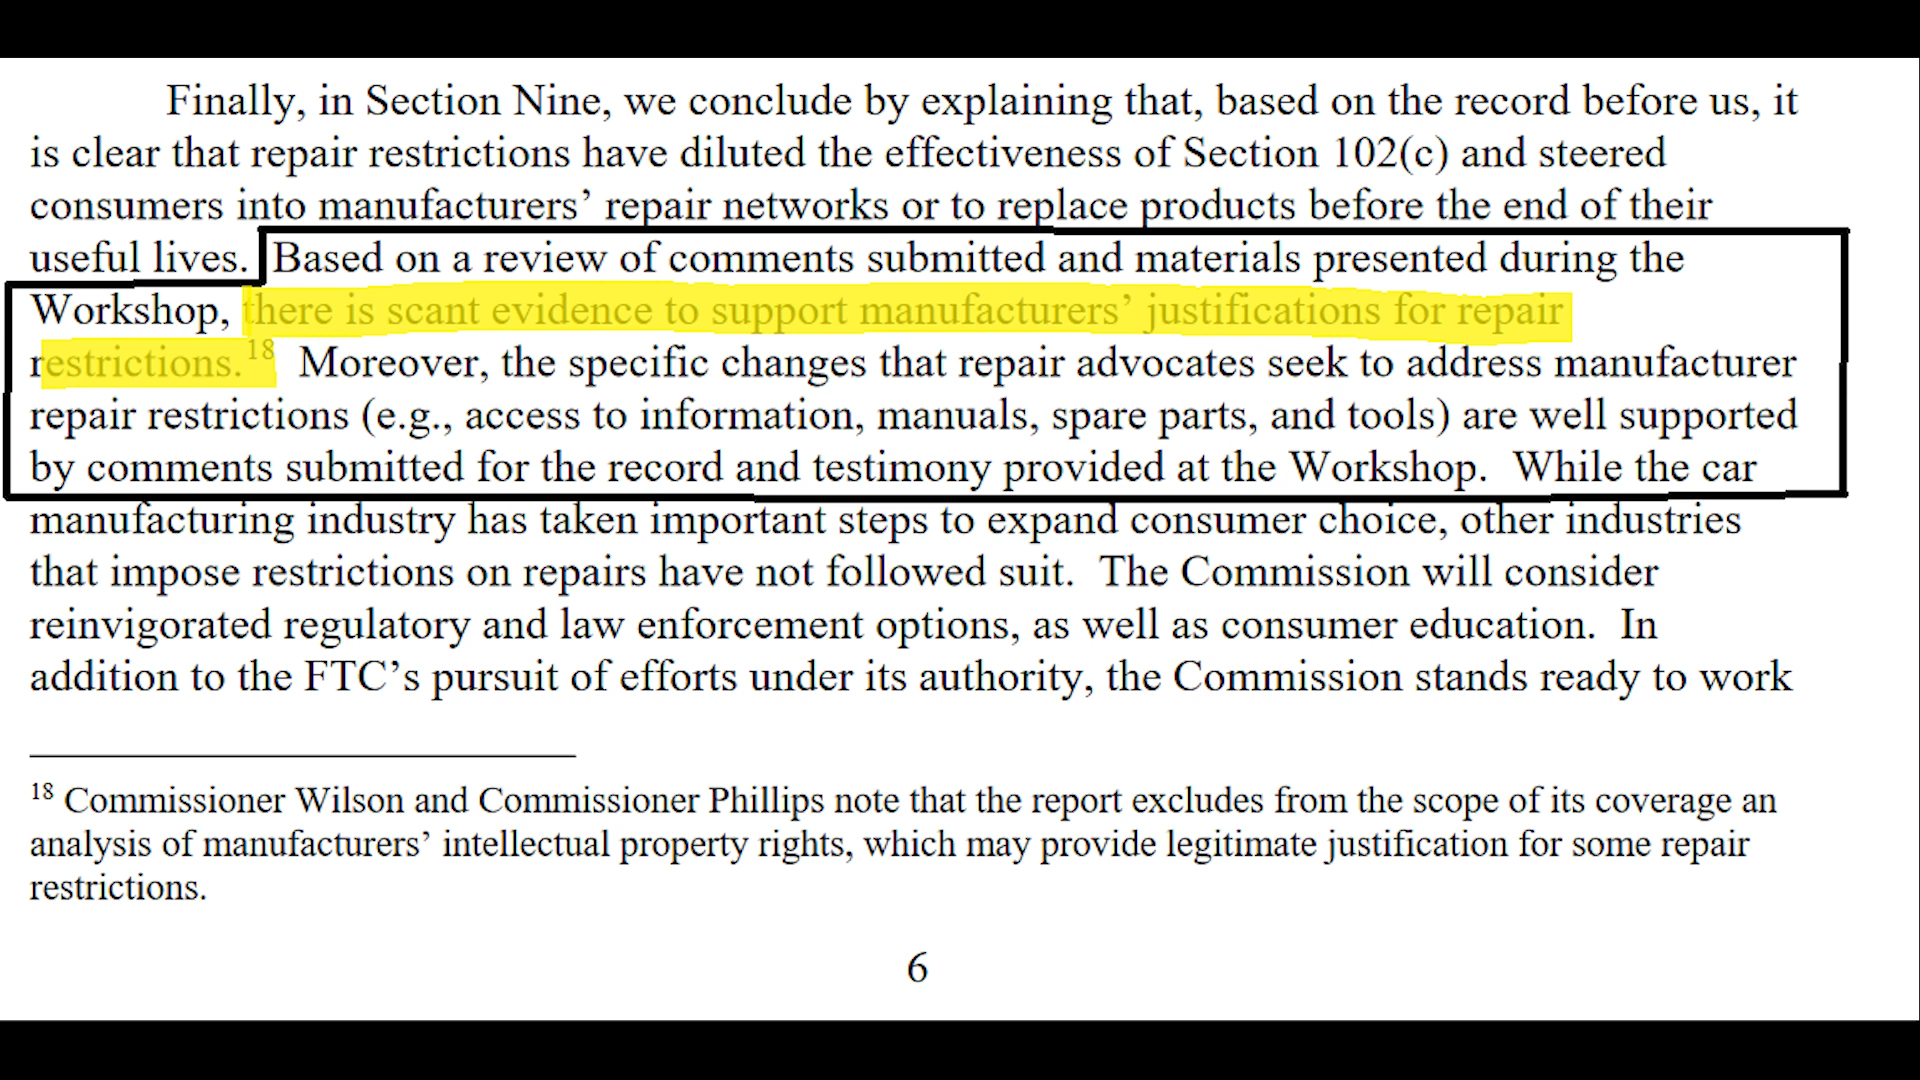 Finally, in Section Nine, we conclude by explaining that, based on the record before us, it
is clear that repair restrictions have diluted the effectiveness of Section 102(c) and steered
consumers into manufacturers’ repair networks or to replace products before the end of their
useful lives. Based on a review of comments submitted and materials presented during the
Workshop, there is scant evidence to support manufacturers’ justifications for repair
restrictions.18 Moreover, the specific changes that repair advocates seek to address manufacturer
repair restrictions (e.g., access to information, manuals, spare parts, and tools) are well supported
by comments submitted for the record and testimony provided at the Workshop. While the car
manufacturing industry has taken important steps to expand consumer choice, other industries
that impose restrictions on repairs have not followed suit. The Commission will consider
reinvigorated regulatory and law enforcement options, as well as consumer education. In
addition to the FTC’s pursuit of efforts under its authority, the Commission stands ready to work
18 Commissioner Wilson and Commissioner Phillips note that the report excludes from the scope of its coverage an
analysis of manufacturers’ intellectual property rights, which may provide legitimate justification for some repair
restrictions.
6